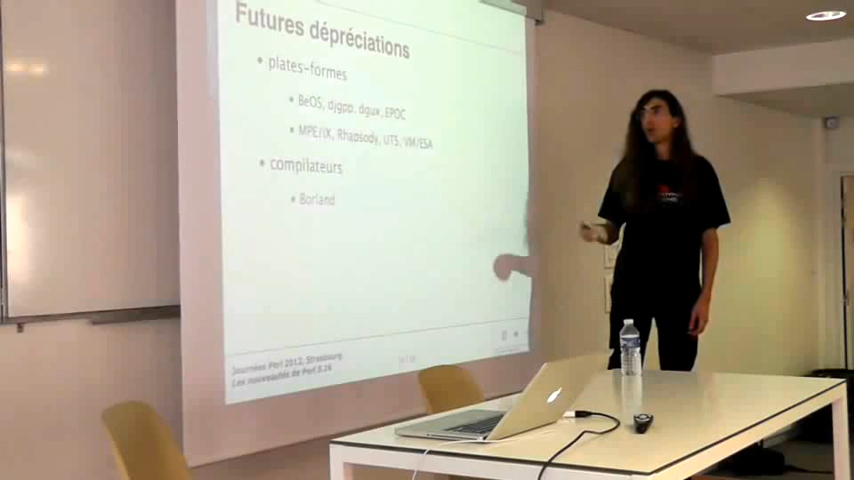 Futures dépréciations
• plates-formes
• BeOS, djgpp, dgux, EPOC
• MPE/iX, Rhapsody, UTS, VM/ESA
• compilateurs
• Borland
Journées Perl 2012, Strasbourg
Les nouveautés de Perl 5.16